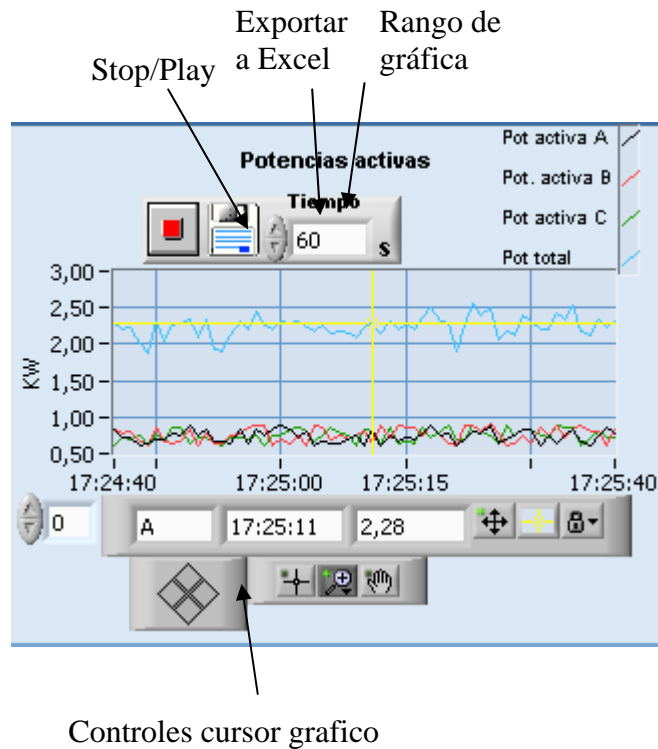 Exportar
a Excel
Rango de
gráfica
Stop/Play
Potencias activas
Pot activa A
Pot. activa B
Pot activa C
Pot total
Tiempo
60
s
3,00
2,50
2,00
1,50
1,00
0,50
KW
17:24:40
17:25:00
17:25:15
17:25:40
0
A
17:25:11
2,28
Controles cursor grafico